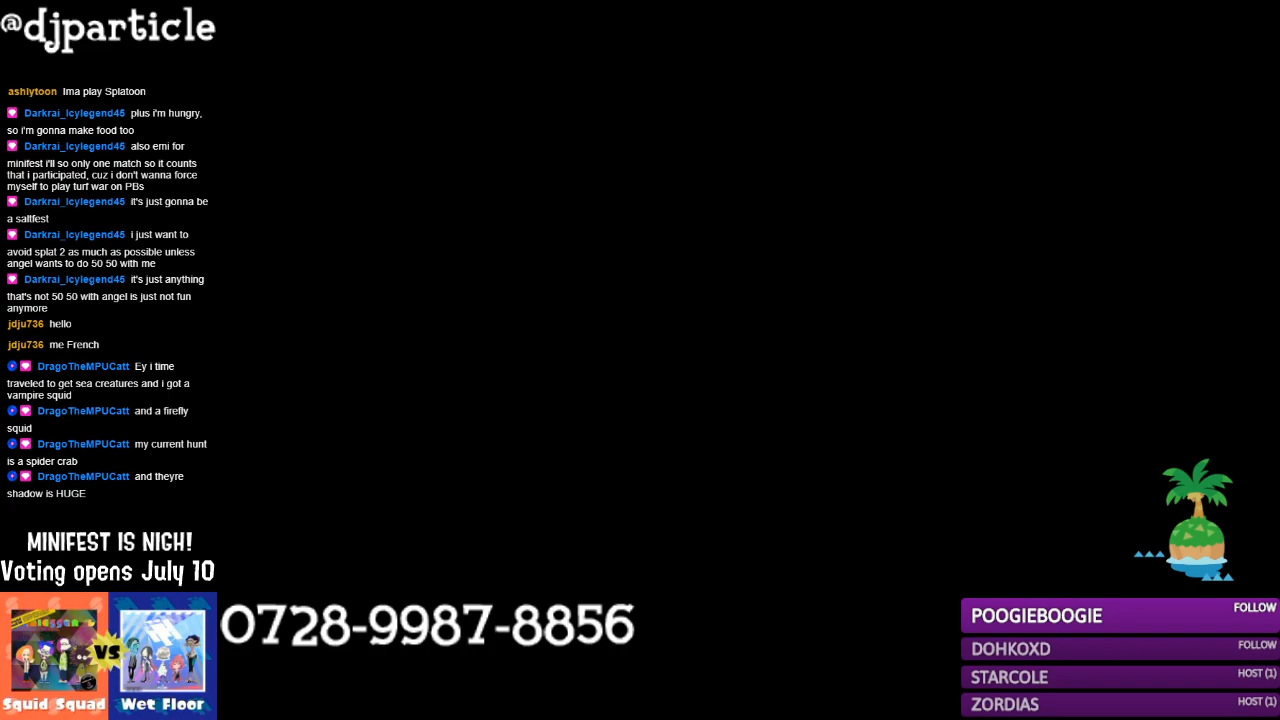 @djparticle
ashlytoon Ima play Splatoon
Darkrai_Icylegend45 plus i'm hungry,
so i'm gonna make food too
Darkrai_Icylegend45 also emi for
minifest i'll so only one match so it counts
that i participated, cuz i don't wanna force
myself to play turf war on PBs
Darkrai_Icylegend45 it's just gonna be
a saltfest
Darkrai_Icylegend45 i just want to
avoid splat 2 as much as possible unless
angel wants to do 50 50 with me
Darkrai_Icylegend45 it's just anything
that's not 50 50 with angel is just not fun
anymore
jdju736 hello
jdju736 me French
DragoTheMPUCatt Ey i time
traveled to get sea creatures and i got a
vampire squid
DragoTheMPUCatt and a firefly
squid
DragoTheMPUCatt my current hunt
is a spider crab
DragoTheMPUCatt and theyre
shadow is HUGE
MINIFEST IS NIGH!
Voting opens July 10
VS
Squid Squad
Wet Floor
0728-9987-8856
POOGIEBOOGIE FOLLOW
DOHKOXD FOLLOW
STARCOLE HOST (1)
ZORDIAS HOST (1)